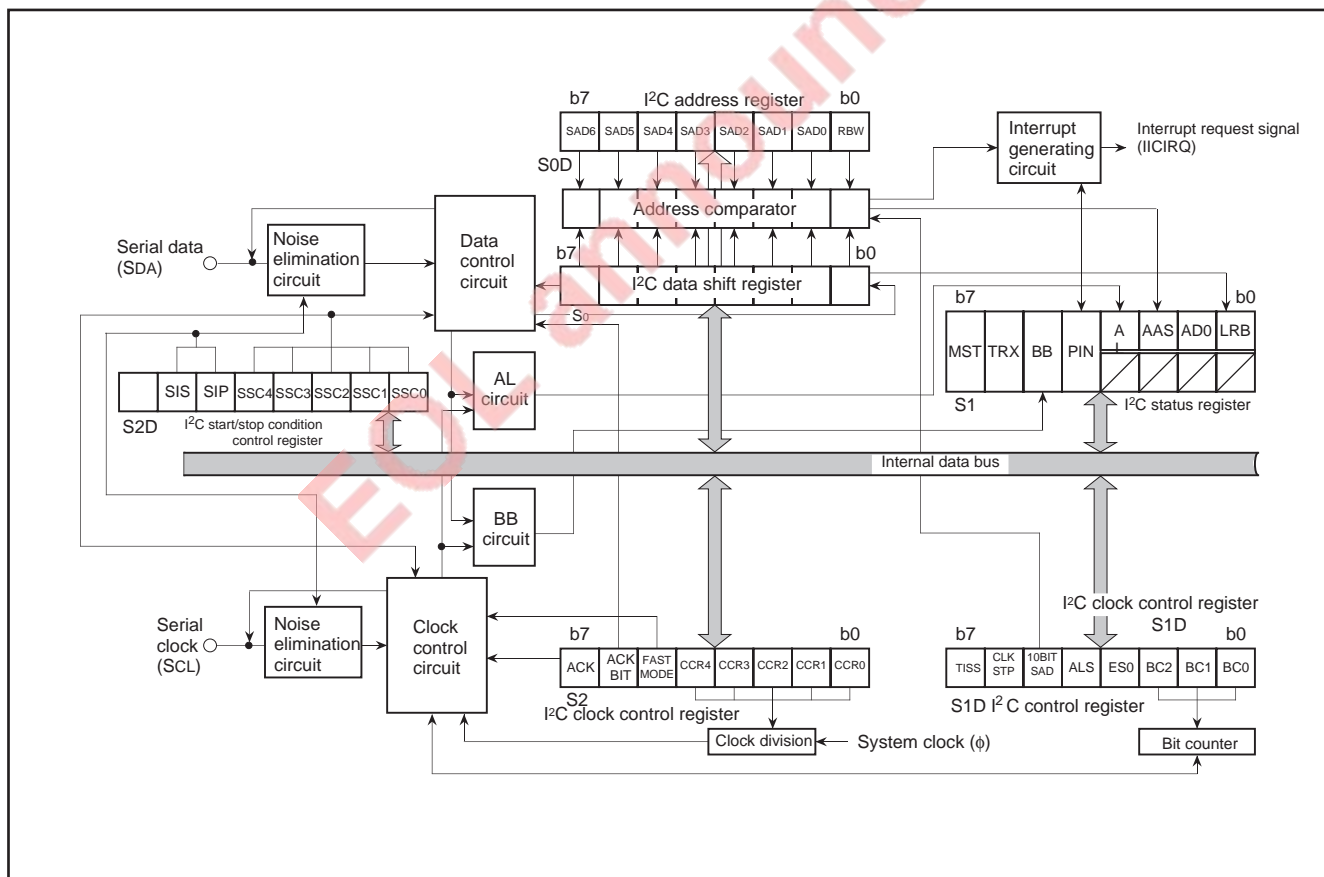 b7
I²C address register
b0
SAD6 SAD5 SAD4 SAD3 SAD2 SAD1 SAD0 RBW
S0D
Interrupt
generating
circuit
Interrupt request signal
(IICIRQ)
Address comparator
Serial data
(SDA)
Noise
elimination
circuit
Data
control
circuit
b7
b0
I²C data shift register
S0
b7
b0
MST TRX BB PIN AL AAS AD0 LRB
S1
I²C status register
SIS SIP SSC4 SSC3 SSC2 SSC1 SSC0
S2D
I²C start/stop condition
control register
AL
circuit
Internal data bus
BB
circuit
Serial
clock
(SCL)
Noise
elimination
circuit
Clock
control
circuit
b7
b0
ACK ACK BIT FAST MODE CCR4 CCR3 CCR2 CCR1 CCR0
S2
I²C clock control register
Clock division
System clock (ϕ)
I²C clock control register
S1D
b7
b0
TISS CLK STP 10BIT SAD ALS ES0 BC2 BC1 BC0
S1D I² C control register
Bit counter
EOL announ